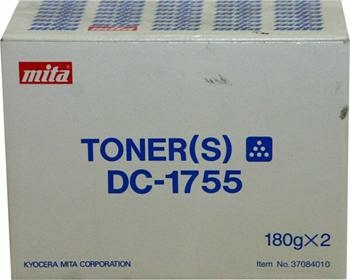 mita
TONER(S)
DC-1755
180g×2
KYOCERA MITA CORPORATION
Item No.37084010